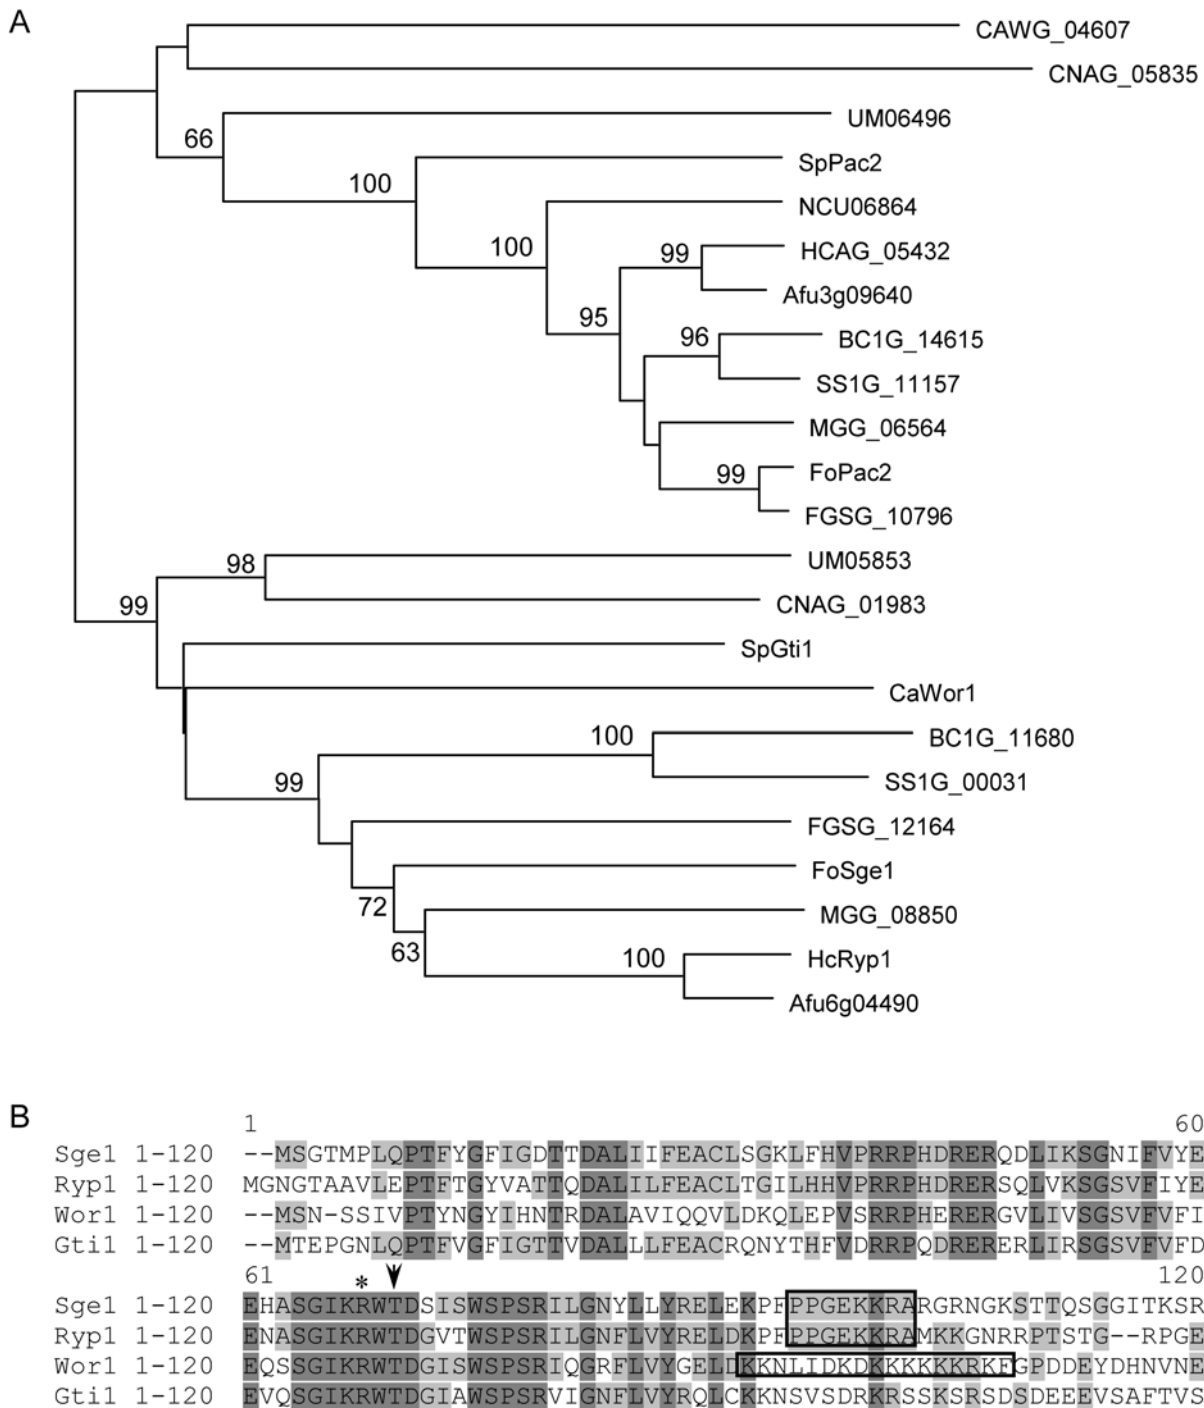 A
CAWG_04607
CNAG_05835
UM06496
66
SpPac2
100
NCU06864
100
HCAG_05432
99
Afu3g09640
95
BC1G_14615
96
SS1G_11157
MGG_06564
FoPac2
99
FGSG_10796
UM05853
98
CNAG_01983
99
SpGti1
CaWor1
BC1G_11680
100
SS1G_00031
99
FGSG_12164
FoSge1
72
MGG_08850
63
HcRyp1
100
Afu6g04490
B
1 60
Sge1 1-120 --MSGTMPLQPTFYGFIGDTTDALIIFEACLSGKLFHVPRRPHDRERQDLIKSGNIFVYE
Ryp1 1-120 MGNGTAAVLEPTFTGYVATTQDALILFEACLTGILHHVPRRPHDRERSQLVKSGSVFIYE
Wor1 1-120 --MSN-SSIVPTYNGYIHNTRDALAVIQQVLDKQLEPVSRRPHERERGVLIVSGSVFVFI
Gti1 1-120 --MTEPGNLQPTFVGFIGTTVDALLLFEACRQNYTHFVDRRPQDRERERLIRSGSVFVFD
61 * 120
Sge1 1-120 EHASGIKRWTDSISWSPSRILGNYLLYRELEKPFPPGEKKRARGRNGKSTTQSGGITKSR
Ryp1 1-120 ENASGIKRWTDGVTWSPSRILGNFLVYRELDKPFPPGEKKRAMKKGNRRPTSTG--RPGE
Wor1 1-120 EQSSGIKRWTDGISWSPSRIQGRFLVYGELDKKNLIDKDKKKKKKRKFGPDDEYDHNVNE
Gti1 1-120 EVQSGIKRWTDGIAWSPSRVIGNFLVYRQLCKKNSVSDRKRSSKSRSDSDEEEVSAFTVS